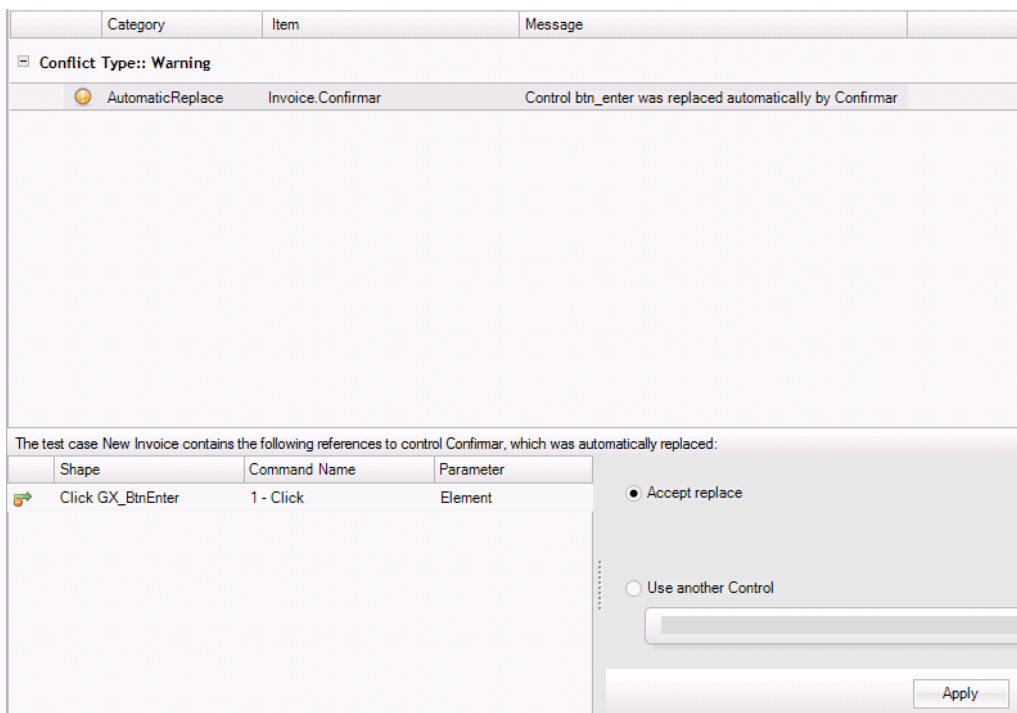 Category Item Message
Conflict Type:: Warning
AutomaticReplace Invoice.Confirmar Control btn_enter was replaced automatically by Confirmar
The test case New Invoice contains the following references to control Confirmar, which was automatically replaced:
Shape Command Name Parameter
Click GX_BtnEnter 1 - Click Element
Accept replace
Use another Control
Apply